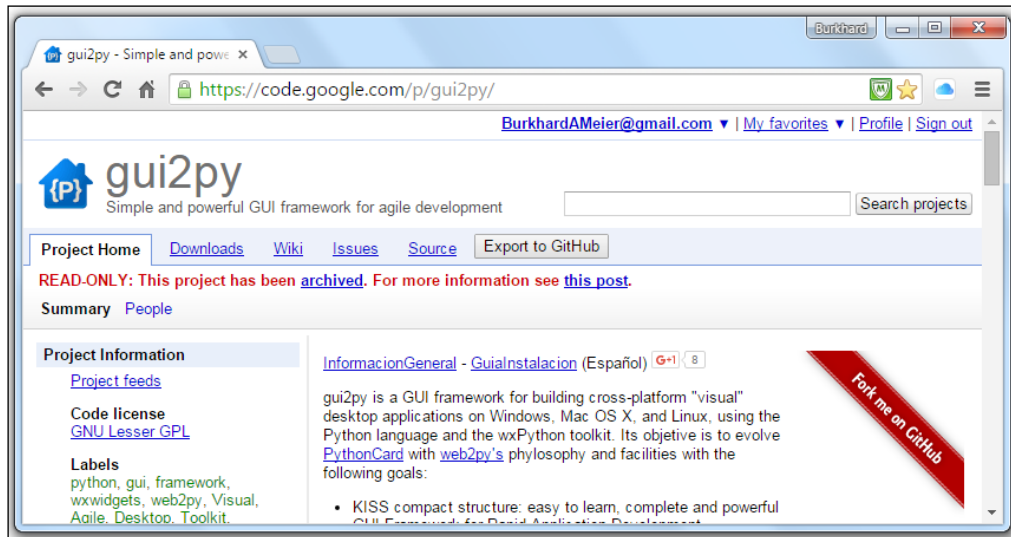 Burkhard
gui2py - Simple and powe
https://code.google.com/p/gui2py/
BurkhardAMeier@gmail.com ▼ | My favorites ▼ | Profile | Sign out
{P}
gui2py
Simple and powerful GUI framework for agile development
Search projects
Project Home Downloads Wiki Issues Source Export to GitHub
READ-ONLY: This project has been archived. For more information see this post.
Summary People
Project Information
Project feeds
Code license
GNU Lesser GPL
Labels
python, gui, framework,
wxwidgets, web2py, Visual,
Agile, Desktop, Toolkit,
InformacionGeneral - GuiaInstalacion (Español) G+1 8
gui2py is a GUI framework for building cross-platform "visual"
desktop applications on Windows, Mac OS X, and Linux, using the
Python language and the wxPython toolkit. Its objetive is to evolve
PythonCard with web2py's phylosophy and facilities with the
following goals:
• KISS compact structure: easy to learn, complete and powerful
GUI Framework for Rapid Application Development
Fork me on GitHub